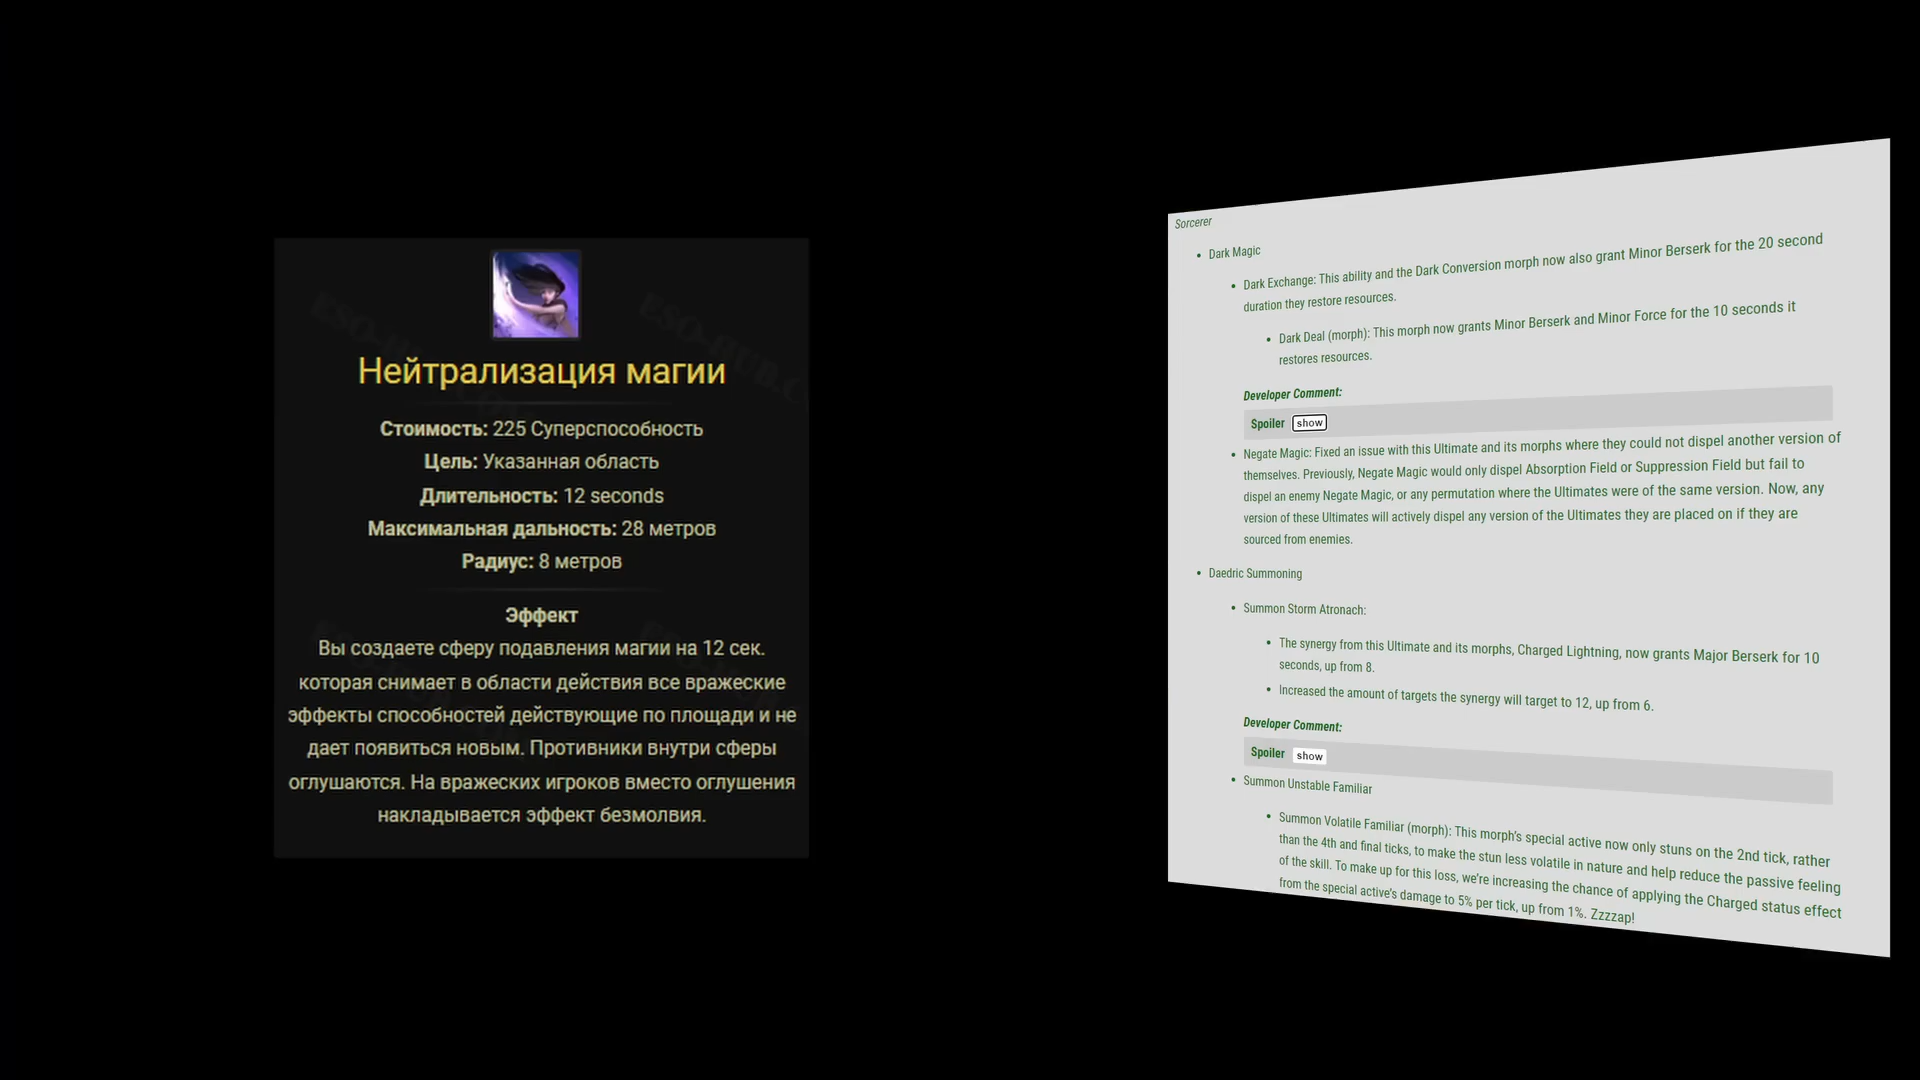 Нейтрализация магии
Стоимость: 225 Суперспособность
Цель: Указанная область
Длительность: 12 seconds
Максимальная дальность: 28 метров
Радиус: 8 метров
Эффект
Вы создаете сферу подавления магии на 12 сек.
которая снимает в области действия все вражеские
эффекты способностей действующие по площади и не
дает появиться новым. Противники внутри сферы
оглушаются. На вражеских игроков вместо оглушения
накладывается эффект безмолвия.
Sorcerer
• Dark Magic
• Dark Exchange: This ability and the Dark Conversion morph now also grant Minor Berserk for the 20 second
duration they restore resources.
• Dark Deal (morph): This morph now grants Minor Berserk and Minor Force for the 10 seconds it
restores resources.
Developer Comment:
Spoiler show
• Negate Magic: Fixed an issue with this Ultimate and its morphs where they could not dispel another version of
themselves. Previously, Negate Magic would only dispel Absorption Field or Suppression Field but fail to
dispel an enemy Negate Magic, or any permutation where the Ultimates were of the same version. Now, any
version of these Ultimates will actively dispel any version of the Ultimates they are placed on if they are
sourced from enemies.
• Daedric Summoning
• Summon Storm Atronach:
• The synergy from this Ultimate and its morphs, Charged Lightning, now grants Major Berserk for 10
seconds, up from 8.
• Increased the amount of targets the synergy will target to 12, up from 6.
Developer Comment:
Spoiler show
• Summon Unstable Familiar
• Summon Volatile Familiar (morph): This morph's special active now only stuns on the 2nd tick, rather
than the 4th and final ticks, to make the stun less volatile in nature and help reduce the passive feeling
of the skill. To make up for this loss, we're increasing the chance of applying the Charged status effect
from the special active's damage to 5% per tick, up from 1%. Zzzzap!